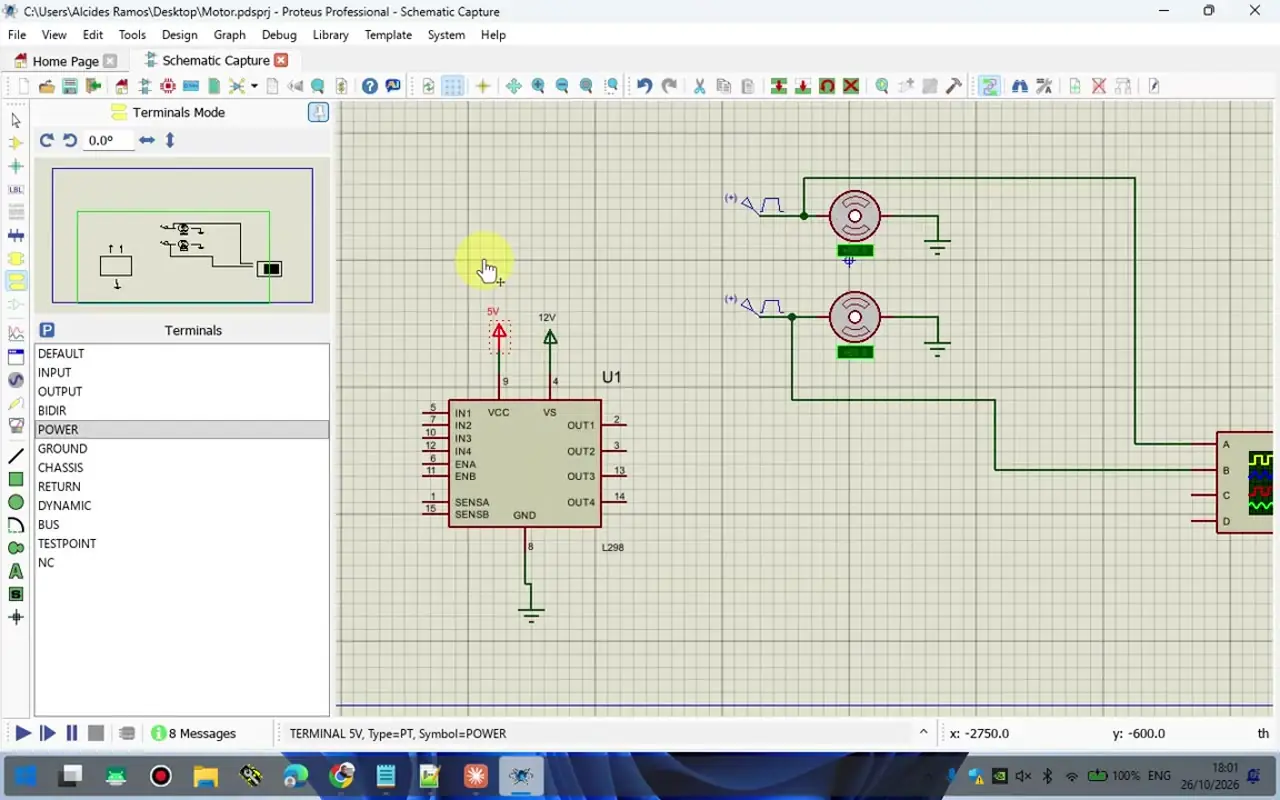 C:\Users\Alcides Ramos\Desktop\Motor.pdsprj - Proteus Professional - Schematic Capture
File View Edit Tools Design Graph Debug Library Template System Help
Home Page Schematic Capture
Terminals Mode
0.0º
LBL
P Terminals
DEFAULT
INPUT
OUTPUT
BIDIR
POWER
GROUND
CHASSIS
RETURN
DYNAMIC
BUS
TESTPOINT
NC
A
S
(+)
(+)
5V 12V
9 4 U1
VCC VS
5 IN1
7 IN2 OUT1 2
10 IN3
12 IN4 OUT2 3
6 ENA
11 ENB OUT3 13
1 SENSA OUT4 14
15 SENSB GND
8 L298
A
B
C
D
8 Messages TERMINAL 5V, Type=PT, Symbol=POWER x: -2750.0 y: -600.0 th
100% ENG 18:01
26/10/2026